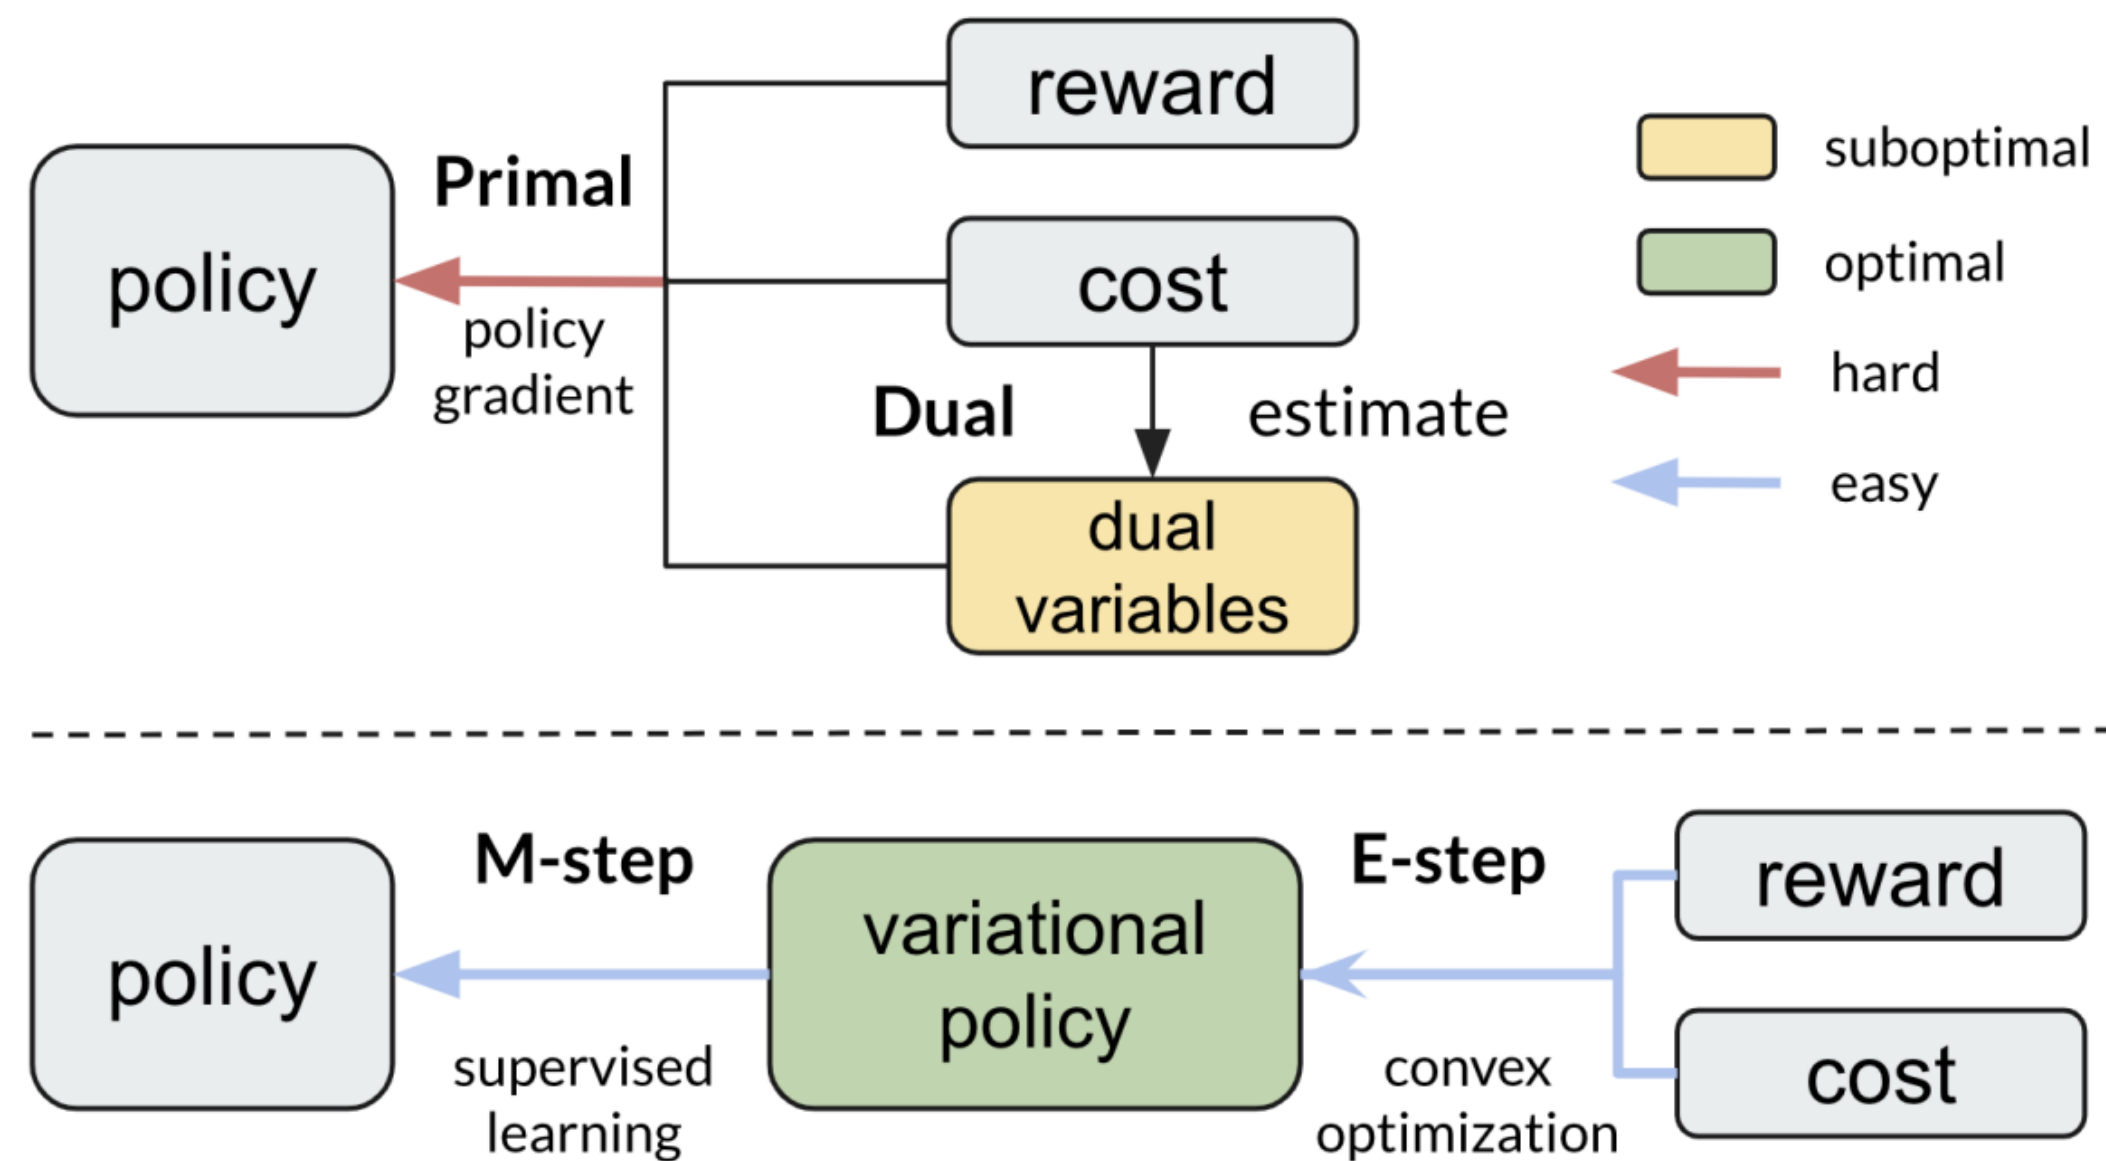 reward
suboptimal
Primal
policy
cost
optimal
policy
gradient
hard
Dual
estimate
easy
dual
variables
M-step
E-step
reward
variational
policy
policy
supervised
learning
convex
optimization
cost